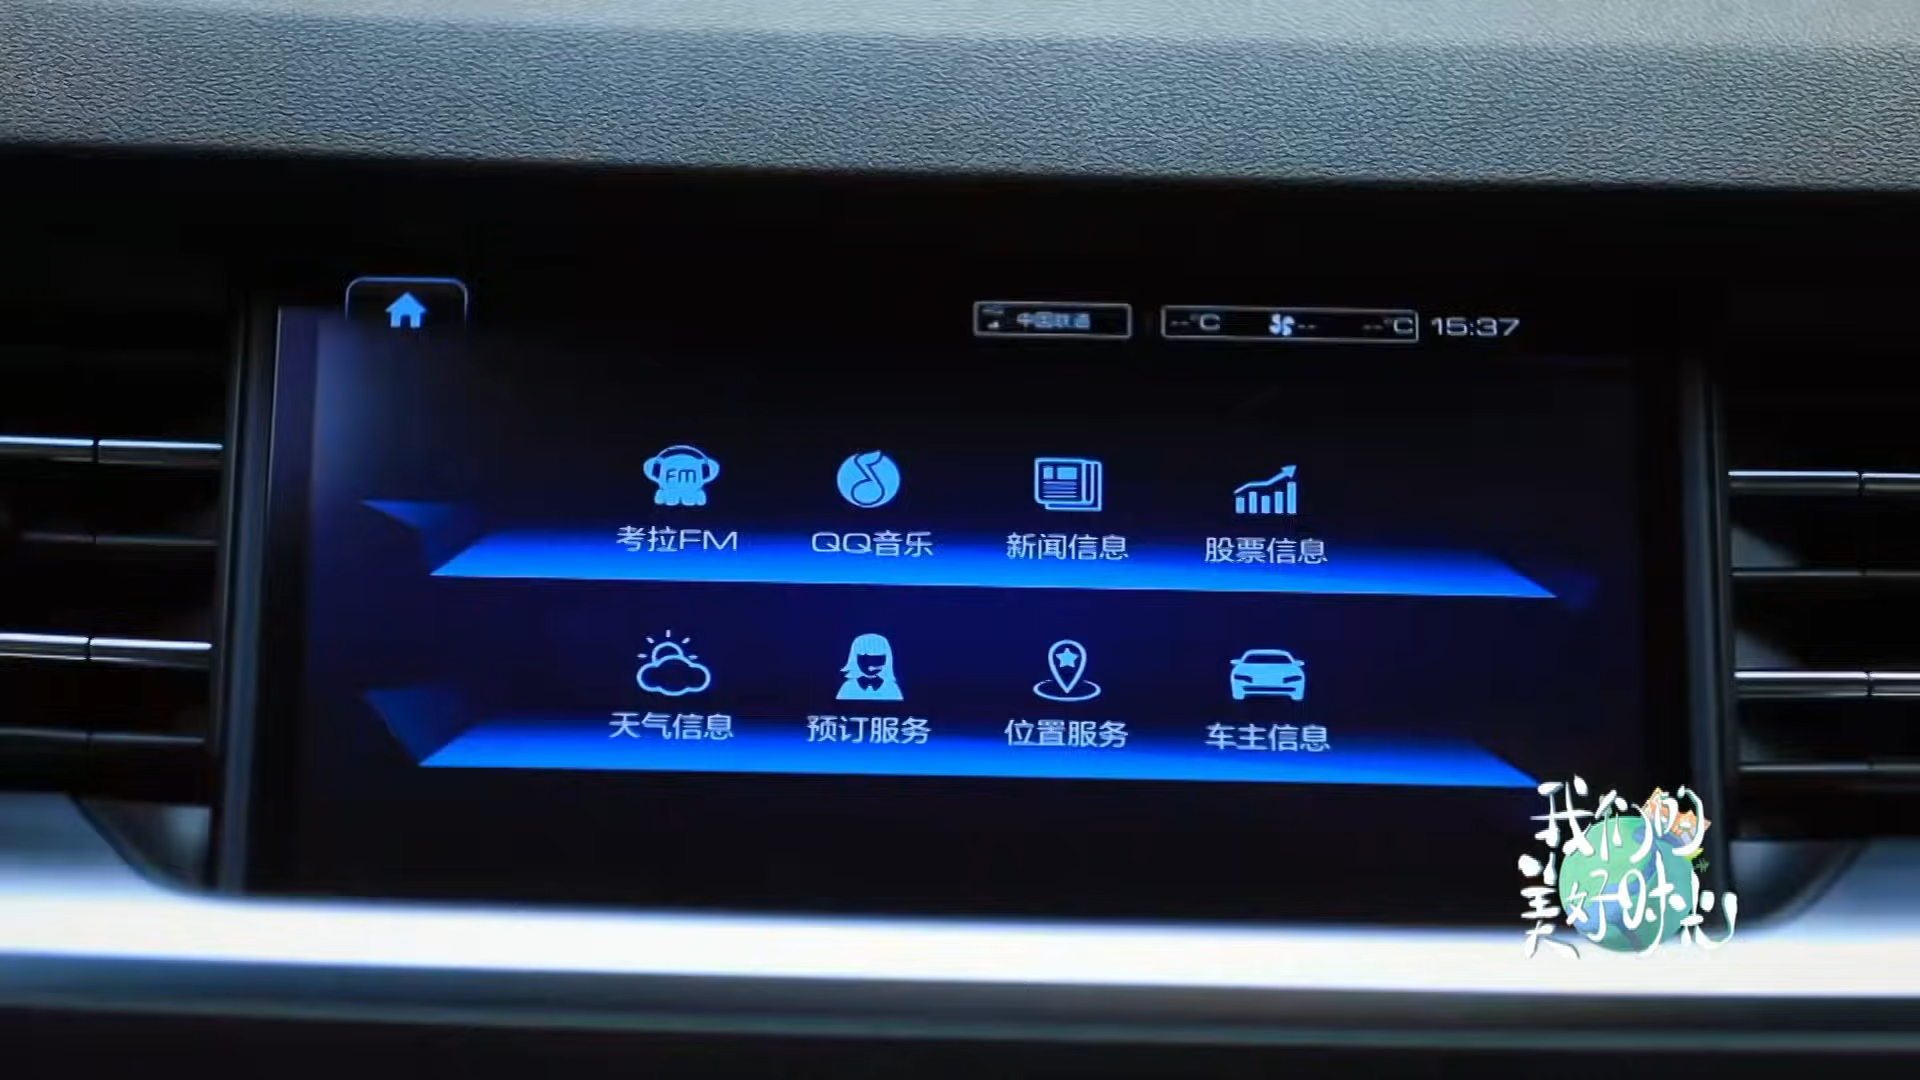 中国联通
--°C -- --°C
15:37
FM
考拉FM
QQ音乐
新闻信息
股票信息
天气信息
预订服务
位置服务
车主信息
我们的
美好时光